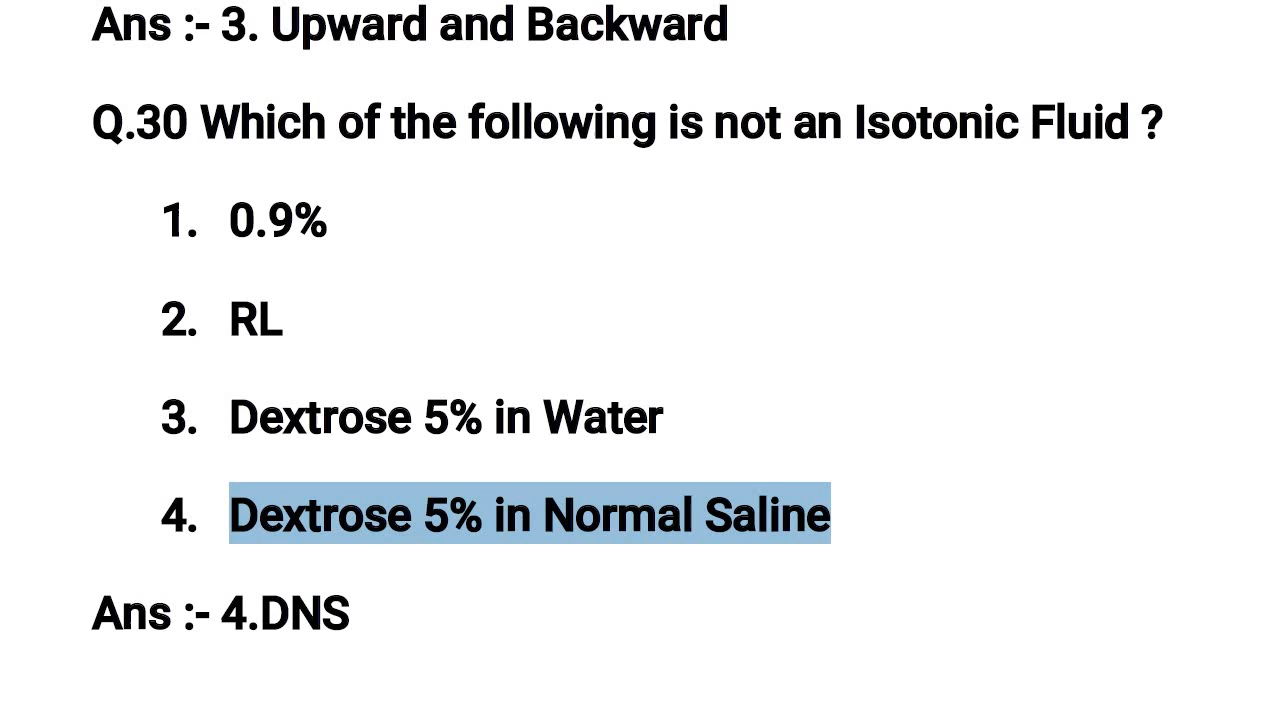 Ans :- 3. Upward and Backward
Q.30 Which of the following is not an Isotonic Fluid ?
1. 0.9%
2. RL
3. Dextrose 5% in Water
4. Dextrose 5% in Normal Saline
Ans :- 4.DNS